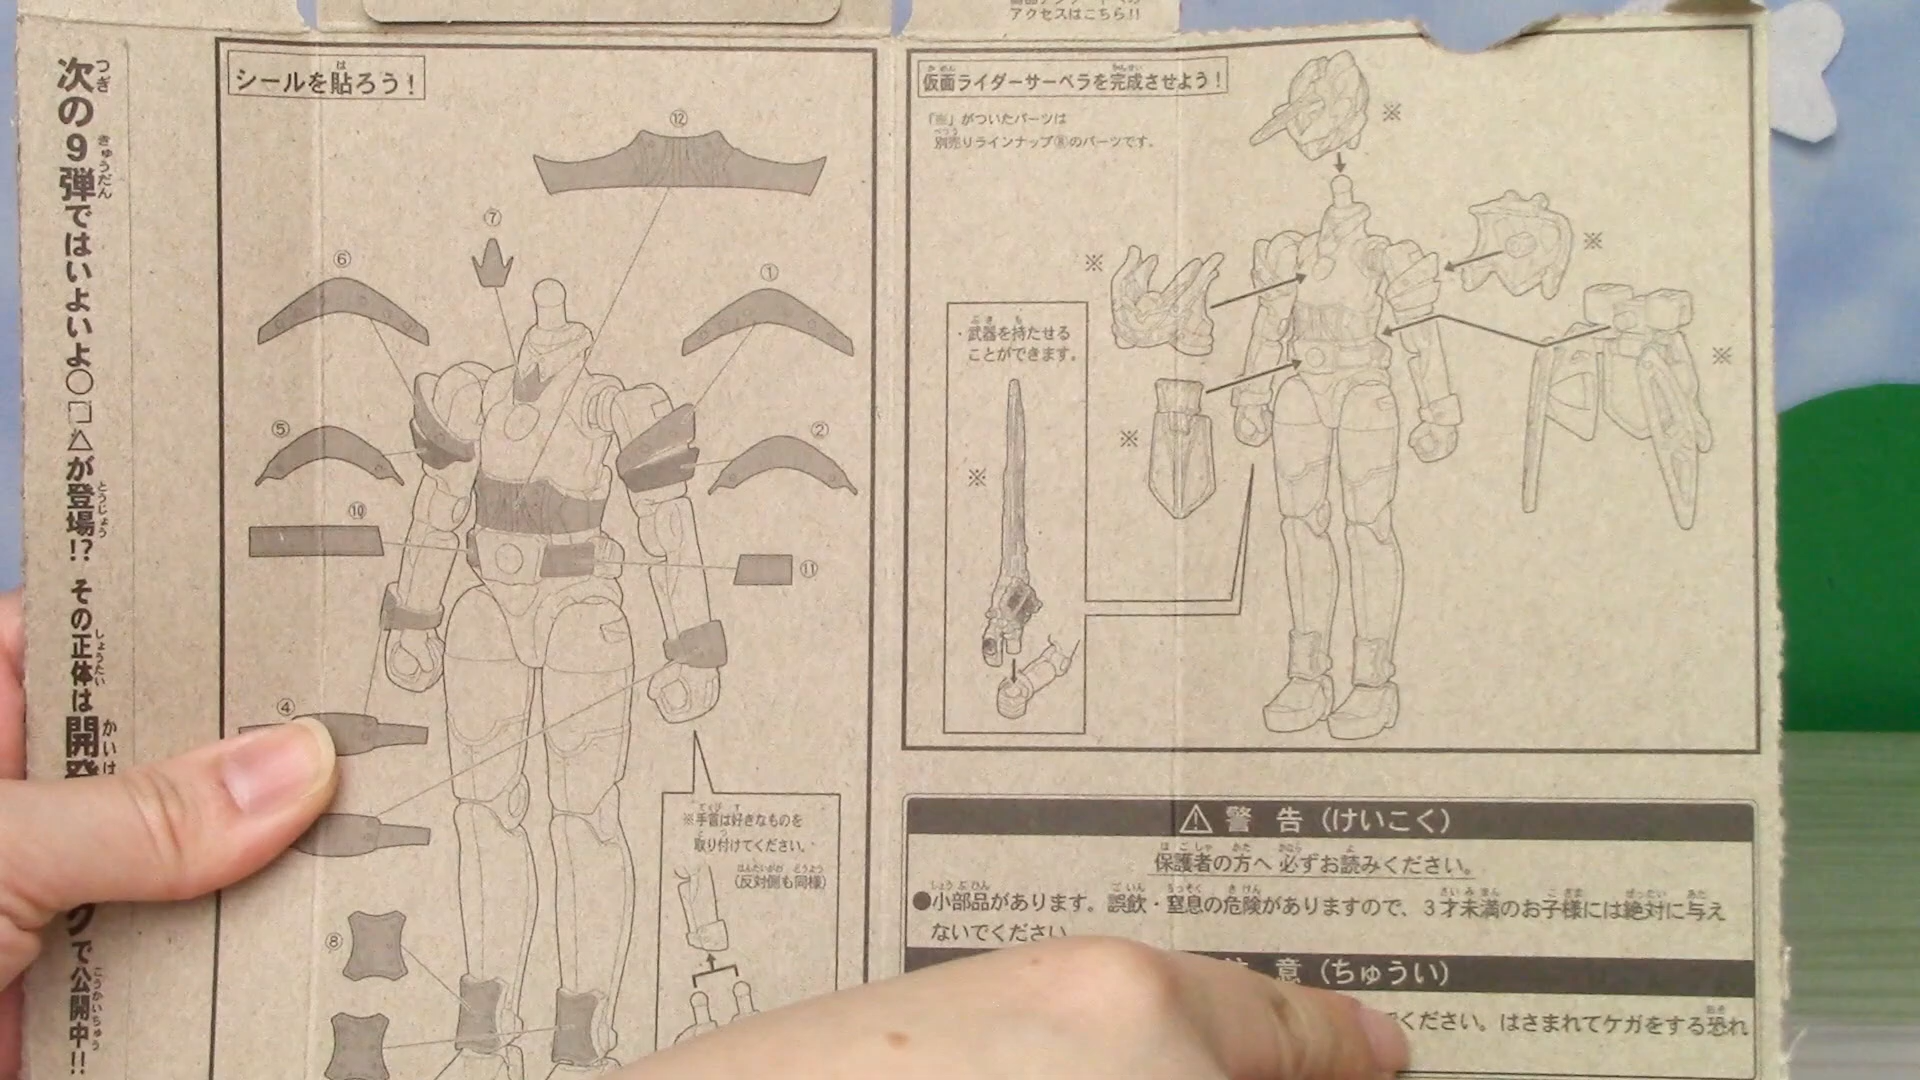 次の9弾ではいよいよ○□△が登場!? その正体は開発
で公開中!!
アクセスはこちら!!
シールを貼ろう!
⑫
⑦
⑥
①
⑤
②
⑩
⑪
④
⑧
※手首は好きなものを
取り付けてください。
(反対側も同様)
仮面ライダーサーベラを完成させよう!
「※」がついたパーツは
別売りラインナップⒷのパーツです。
※
※
※
※
※
※
・武器を持たせる
ことができます。
⚠ 警 告 (けいこく)
保護者の方へ 必ずお読みください。
●小部品があります。誤飲・窒息の危険がありますので、3才未満のお子様には絶対に与え
ないでください
意 (ちゅうい)
ください。はさまれてケガをする恐れ